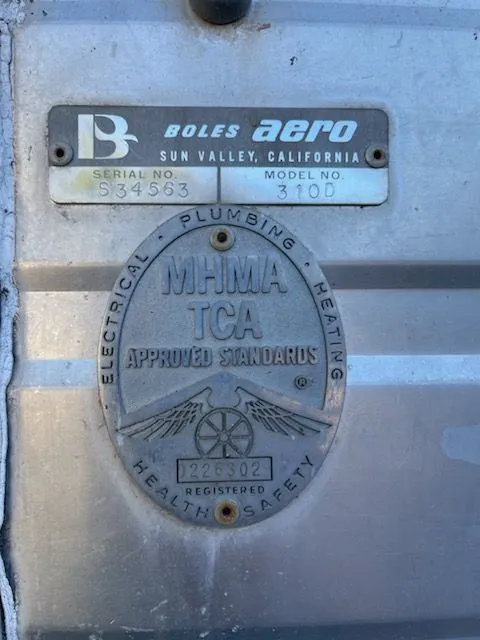 B BOLES aero
SUN VALLEY, CALIFORNIA
SERIAL NO.
S34563
MODEL NO.
310D
ELECTRICAL · PLUMBING · HEATING
MHMA
TCA
APPROVED STANDARDS
®
REGISTERED
HEALTH SAFETY